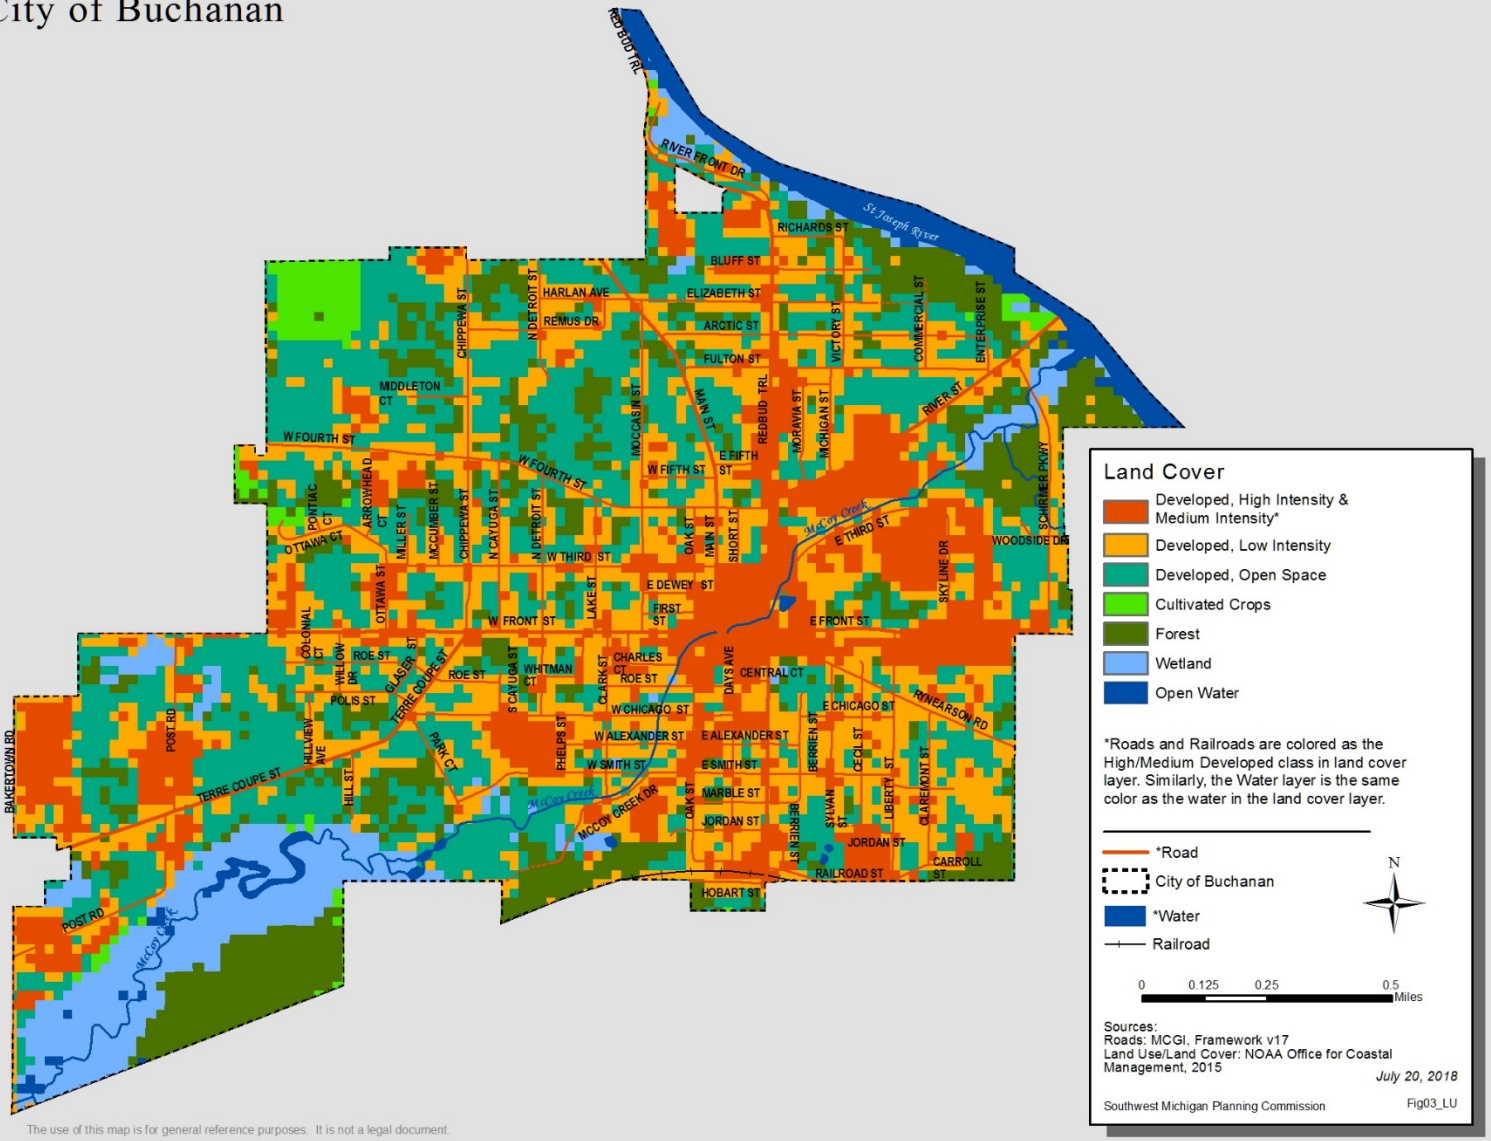 City of Buchanan
RED BUD TRL
RIVER FRONT DR
St Joseph River
RICHARDS ST
BLUFF ST
HARLAN AVE
ELIZABETH ST
REMUS DR
ARCTIC ST
N DETROIT ST
CHIPPEWA ST
VICTORY ST
COMMERCIAL ST
ENTERPRISE ST
FULTON ST
MIDDLETON
CT
MOCCASIN ST
MAIN ST
REDBUD TRL
MORAVIA ST
MICHIGAN ST
RIVER ST
W FOURTH ST
W FOURTH ST
W FIFTH ST
E FIFTH
ST
SCHIRMER PKWY
PONTIAC
CT
ARROWHEAD
CT
MILLER ST
MCCUMBER ST
CHIPPEWA ST
N CAYUGA ST
N DETROIT ST
OAK ST
MAIN ST
SHORT ST
McCoy Creek
E THIRD ST
OTTAWA CT
W THIRD ST
WOODSIDE DR
SKYLINE DR
OTTAWA ST
LAKE ST
E DEWEY ST
FIRST
ST
W FRONT ST
E FRONT ST
COLONIAL
CT
WILLOW
DR
ROE ST
GLASER ST
TERRE COUPE ST
ROE ST
S CAYUGA ST
WHITMAN
CT
CLARK ST
CHARLES
CT
ROE ST
DAYS AVE
CENTRAL CT
POLIS ST
W CHICAGO ST
E CHICAGO ST
RYNEARSON RD
POST RD
HILLVIEW
AVE
PARK CT
PHELPS ST
W ALEXANDER ST
E ALEXANDER ST
BERRIEN ST
CECIL ST
W SMITH ST
E SMITH ST
BAKERTOWN RD
TERRE COUPE ST
HILL ST
McCoy Creek
MCCOY CREEK DR
OAK ST
MARBLE ST
JORDAN ST
BERRIEN ST
SYLVAN
ST
LIBERTY ST
CLAREMONT ST
JORDAN ST
CARROLL
ST
RAILROAD ST
HOBART ST
POST RD
McCoy Creek
Land Cover
Developed, High Intensity &
Medium Intensity*
Developed, Low Intensity
Developed, Open Space
Cultivated Crops
Forest
Wetland
Open Water
*Roads and Railroads are colored as the
High/Medium Developed class in land cover
layer. Similarly, the Water layer is the same
color as the water in the land cover layer.
*Road
City of Buchanan
*Water
Railroad
N
0 0.125 0.25 0.5
Miles
Sources:
Roads: MCGI, Framework v17
Land Use/Land Cover: NOAA Office for Coastal
Management, 2015
July 20, 2018
Southwest Michigan Planning Commission
Fig03_LU
The use of this map is for general reference purposes. It is not a legal document.